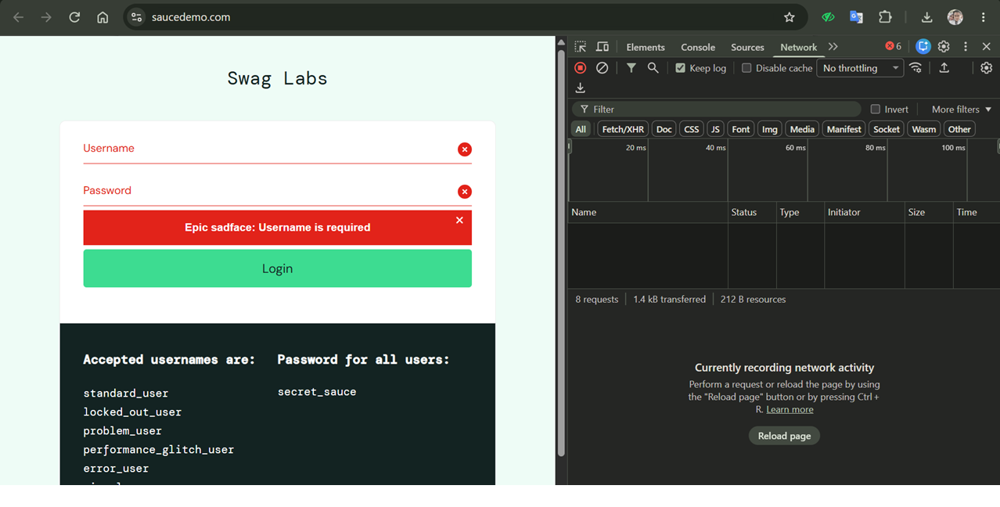 saucedemo.com
Swag Labs
Username
Password
Epic sadface: Username is required
Login
Accepted usernames are:
standard_user
locked_out_user
problem_user
performance_glitch_user
error_user
Password for all users:
secret_sauce
Elements Console Sources Network 6
Keep log Disable cache No throttling
Filter Invert More filters
All Fetch/XHR Doc CSS JS Font Img Media Manifest Socket Wasm Other
20 ms 40 ms 60 ms 80 ms 100 ms
Name Status Type Initiator Size Time
8 requests 1.4 kB transferred 212 B resources
Currently recording network activity
Perform a request or reload the page by using
the "Reload page" button or by pressing Ctrl +
R. Learn more
Reload page